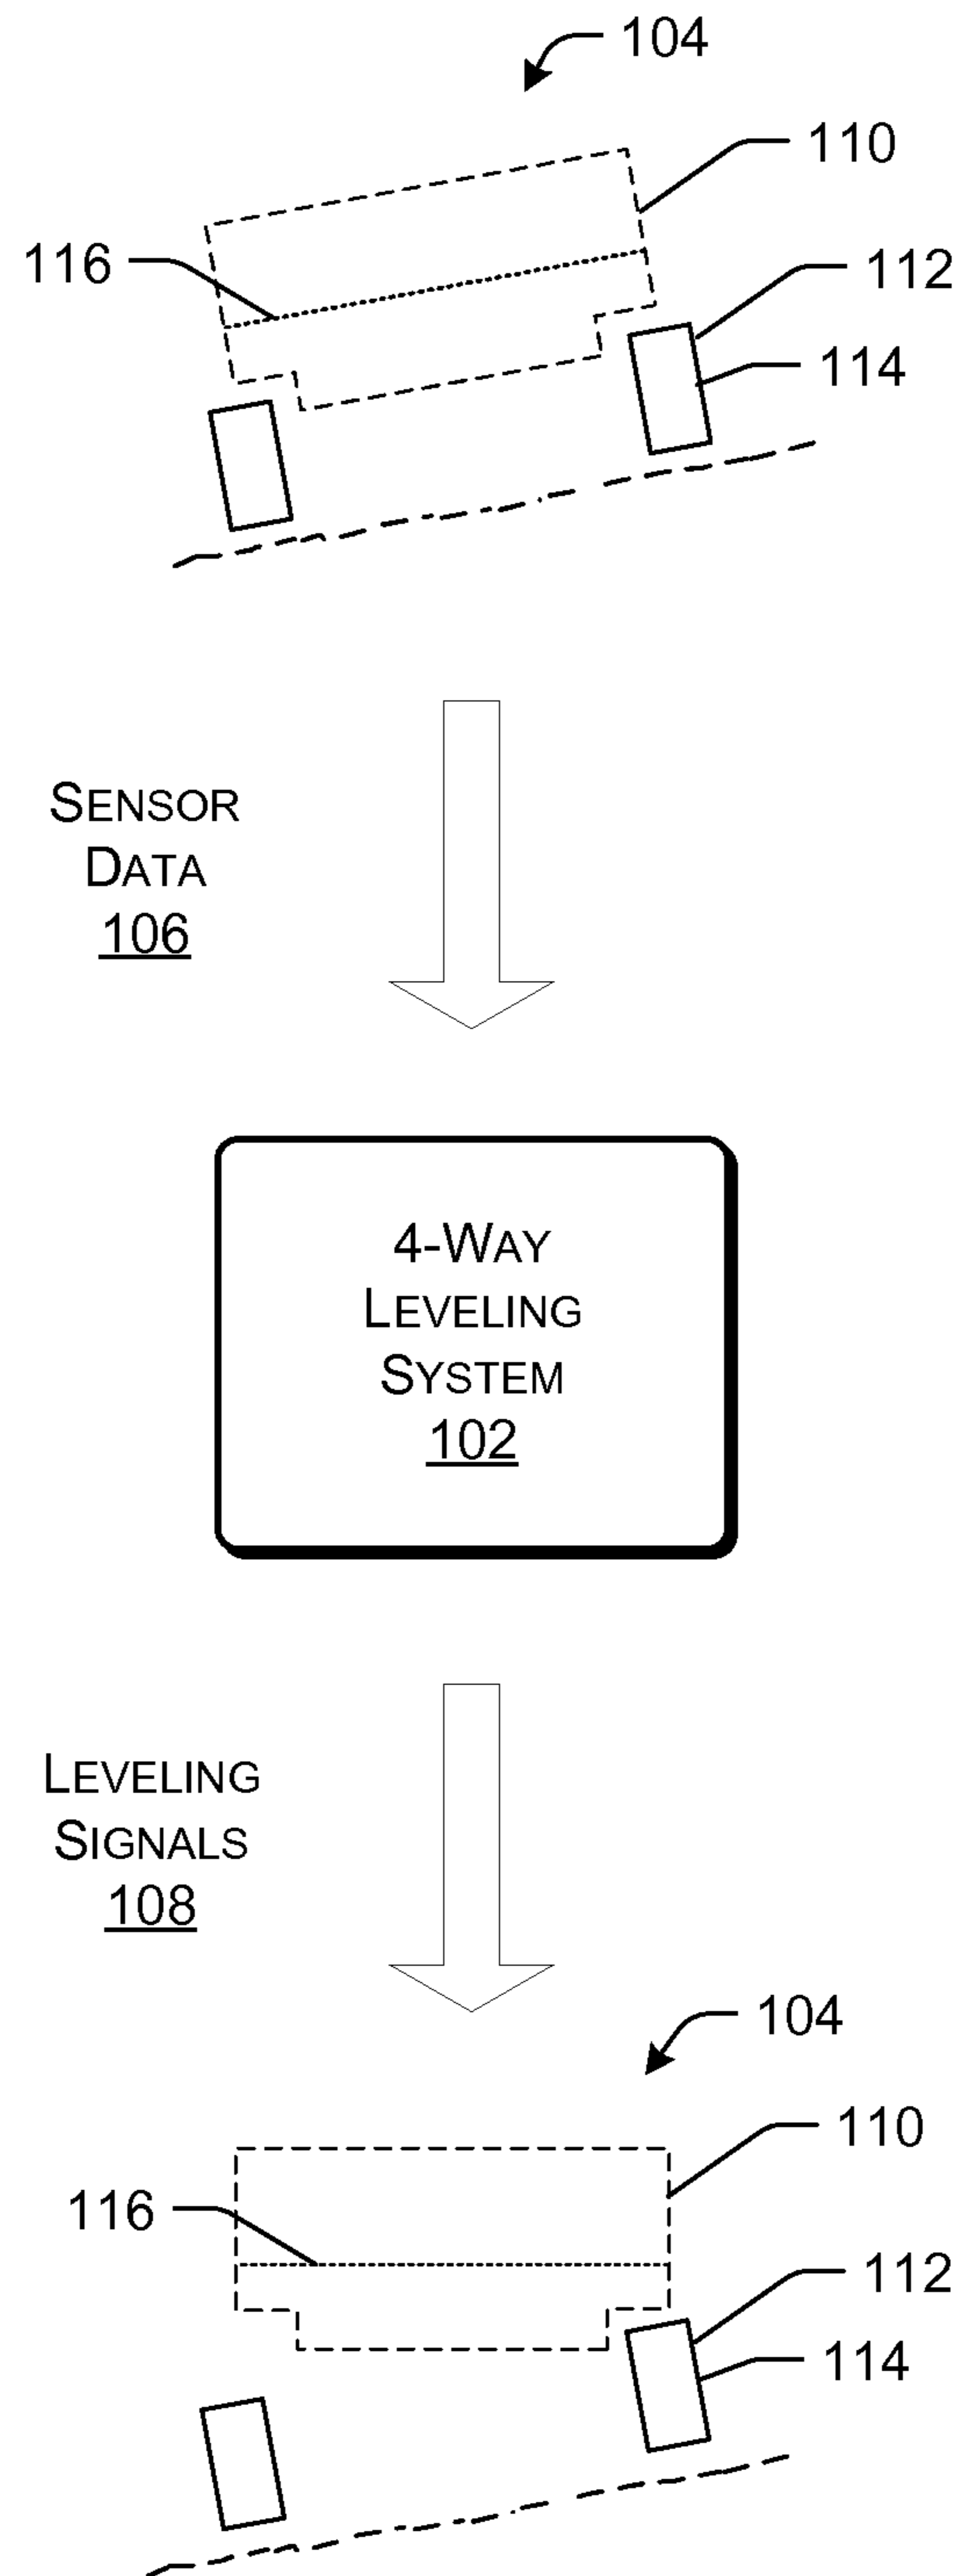 104
110
116
112
114
SENSOR
DATA
106
4-WAY
LEVELING
SYSTEM
102
LEVELING
SIGNALS
108
104
110
116
112
114